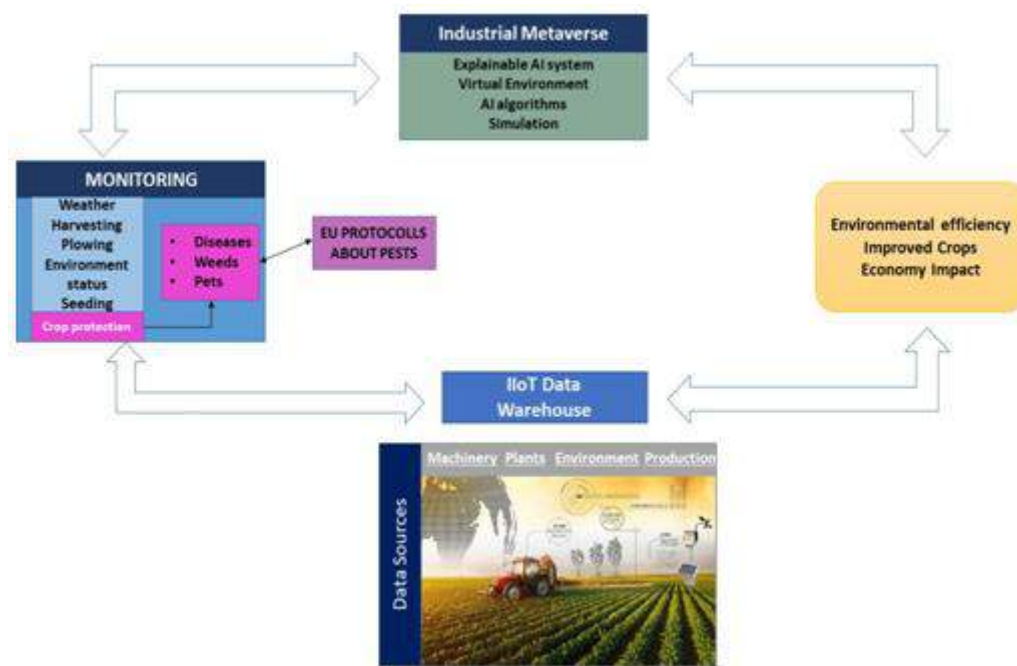 Industrial Metaverse
Explainable AI system
Virtual Environment
AI algorithms
Simulation
MONITORING
Weather
Harvesting
Plowing
Environment
status
Seeding
Crop protection
• Diseases
• Weeds
• Pets
EU PROTOCOLLS
ABOUT PESTS
Environmental efficiency
Improved Crops
Economy Impact
IIoT Data
Warehouse
Data Sources
Machinery Plants Environment Production